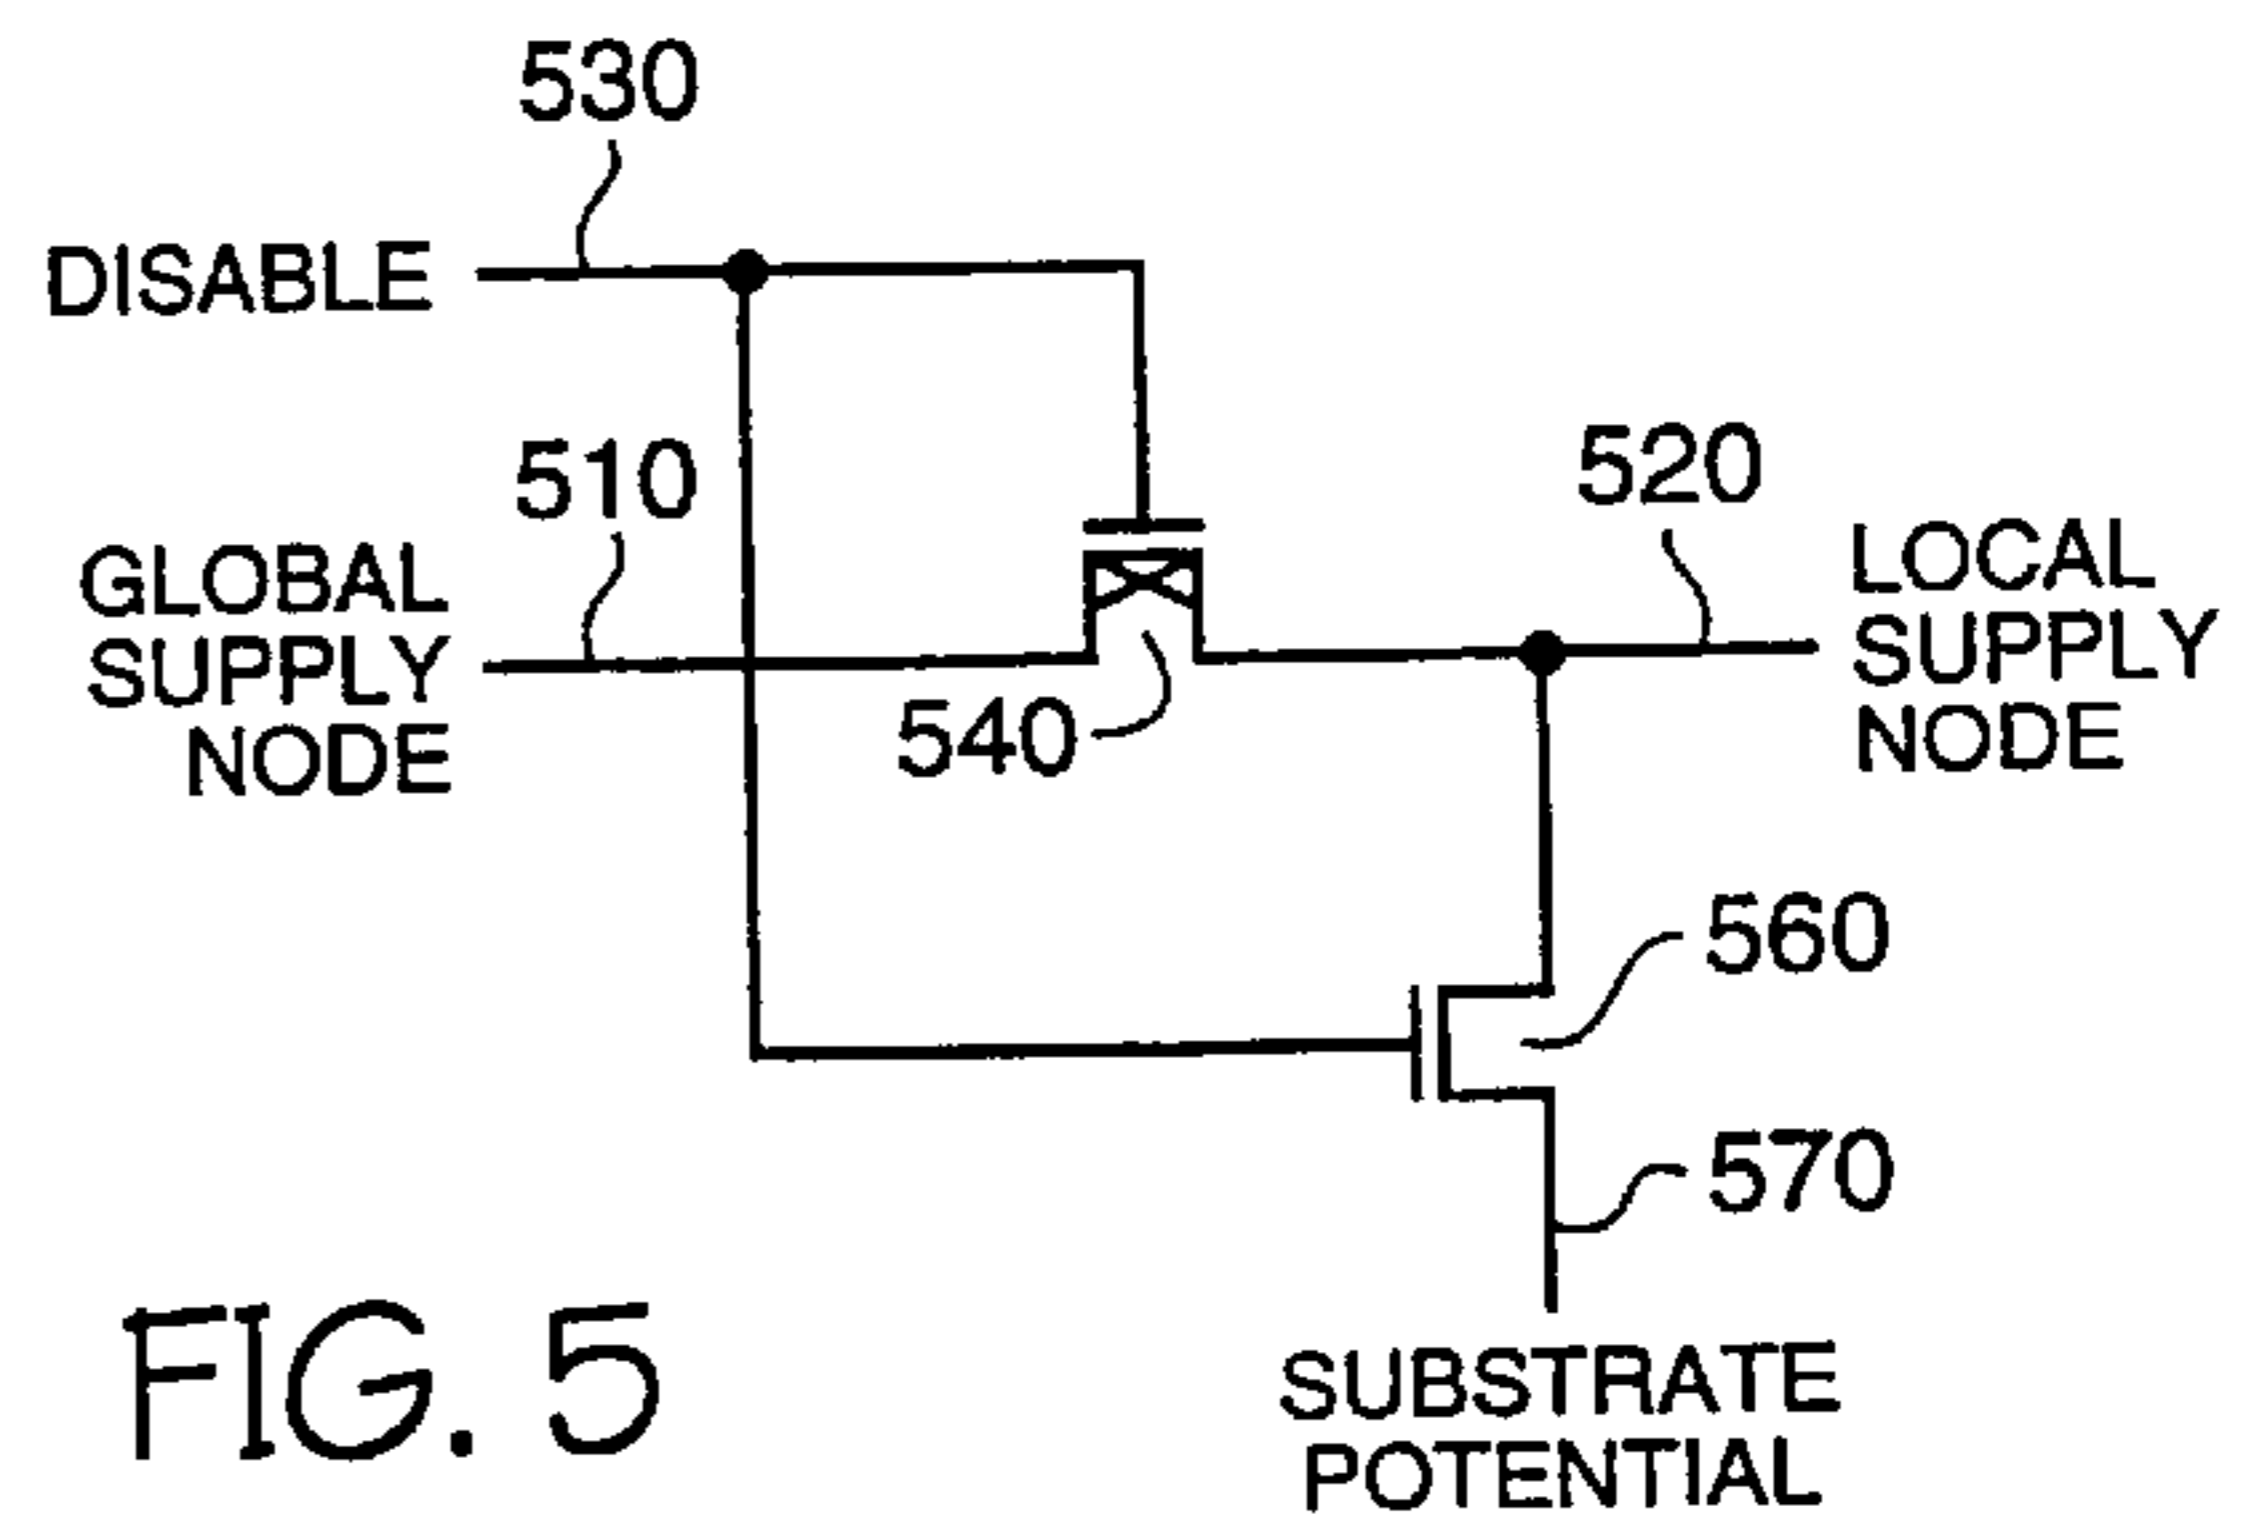 530
DISABLE
510
GLOBAL
SUPPLY
NODE
520
LOCAL
SUPPLY
NODE
540
560
570
SUBSTRATE
POTENTIAL
FIG. 5